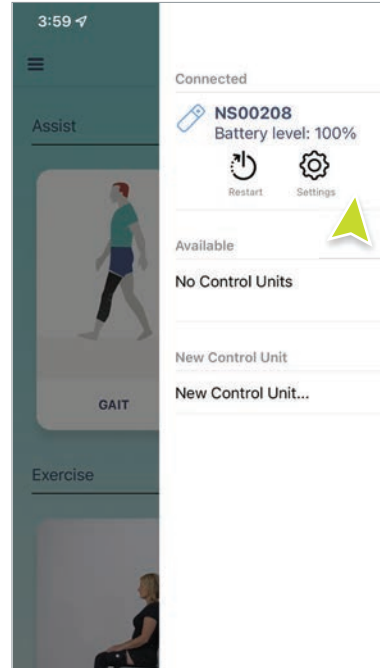 3:59
Assist
GAIT
Exercise
Connected
NS00208
Battery level: 100%
Restart Settings
Available
No Control Units
New Control Unit
New Control Unit...